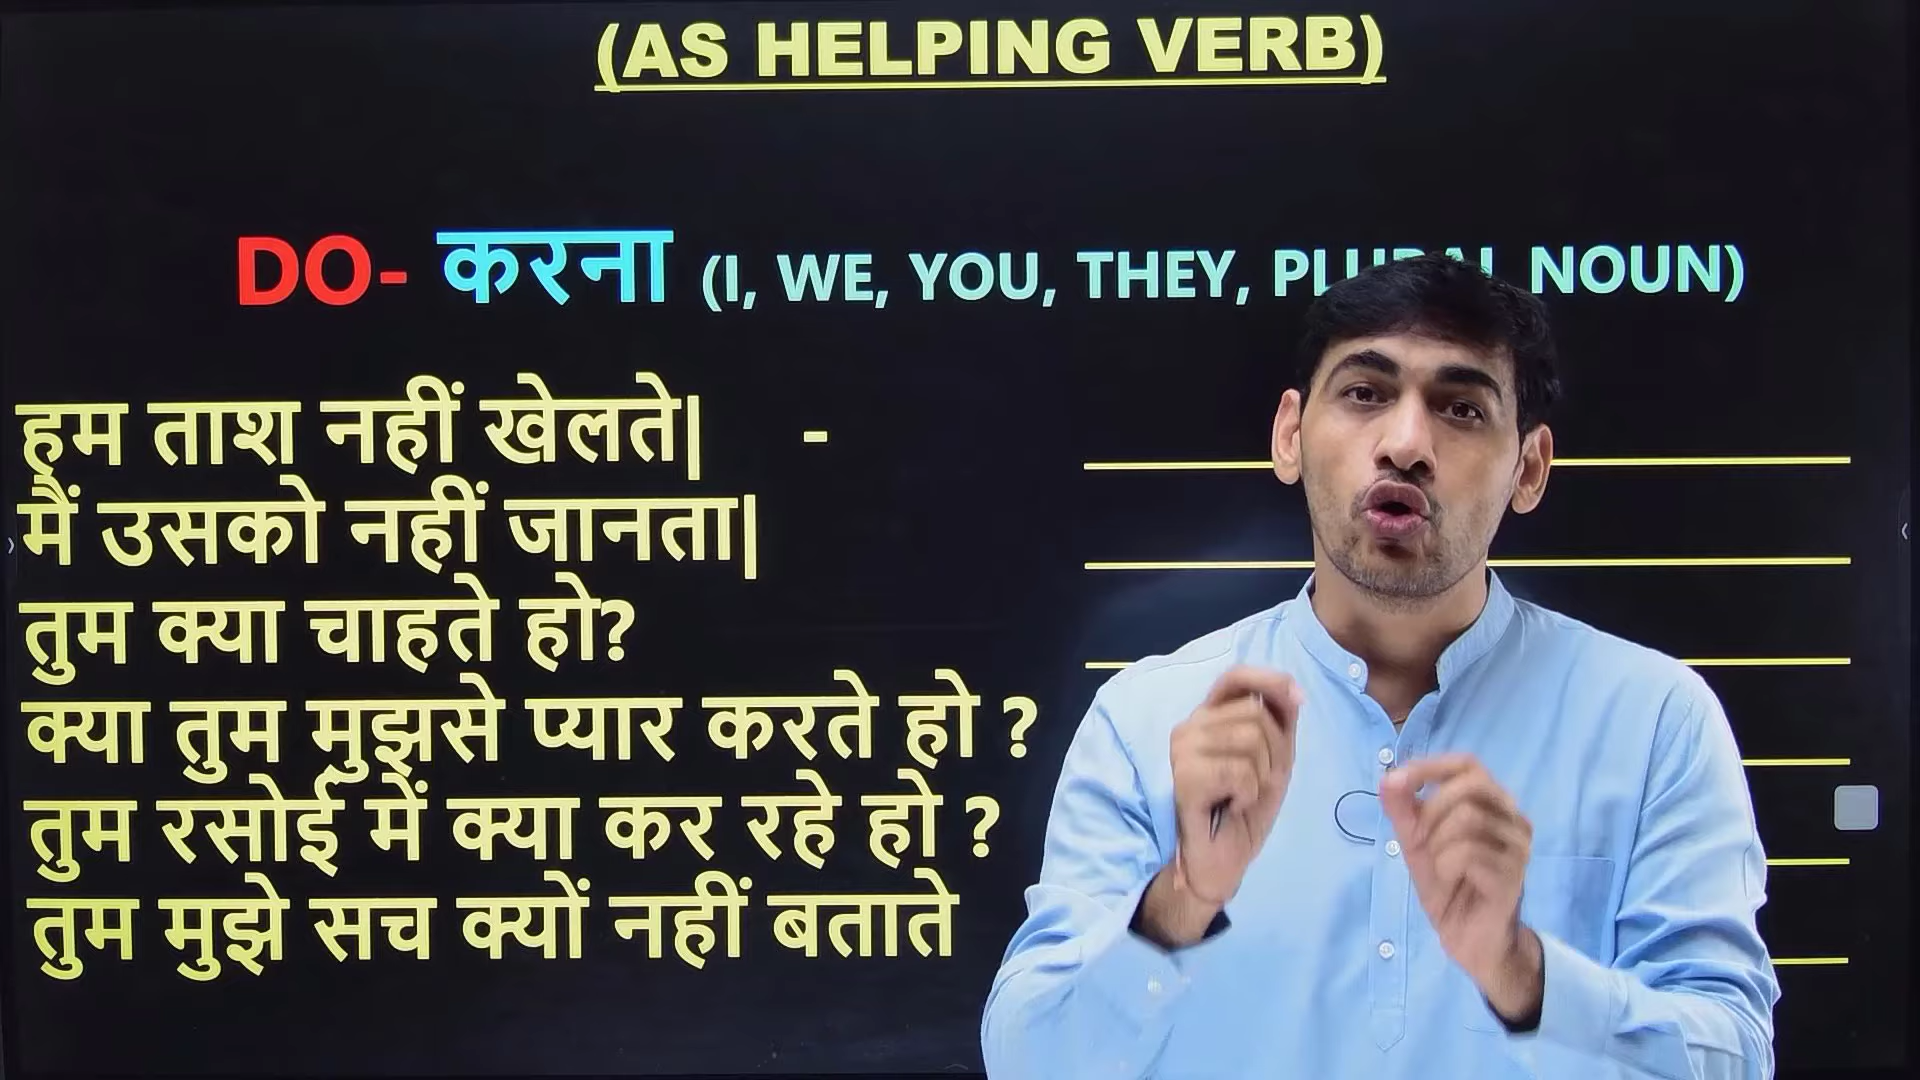 (AS HELPING VERB)
DO- करना (I, WE, YOU, THEY, PLURAL NOUN)
हम ताश नहीं खेलते| -
मैं उसको नहीं जानता|
तुम क्या चाहते हो?
क्या तुम मुझसे प्यार करते हो ?
तुम रसोई में क्या कर रहे हो ?
तुम मुझे सच क्यों नहीं बताते